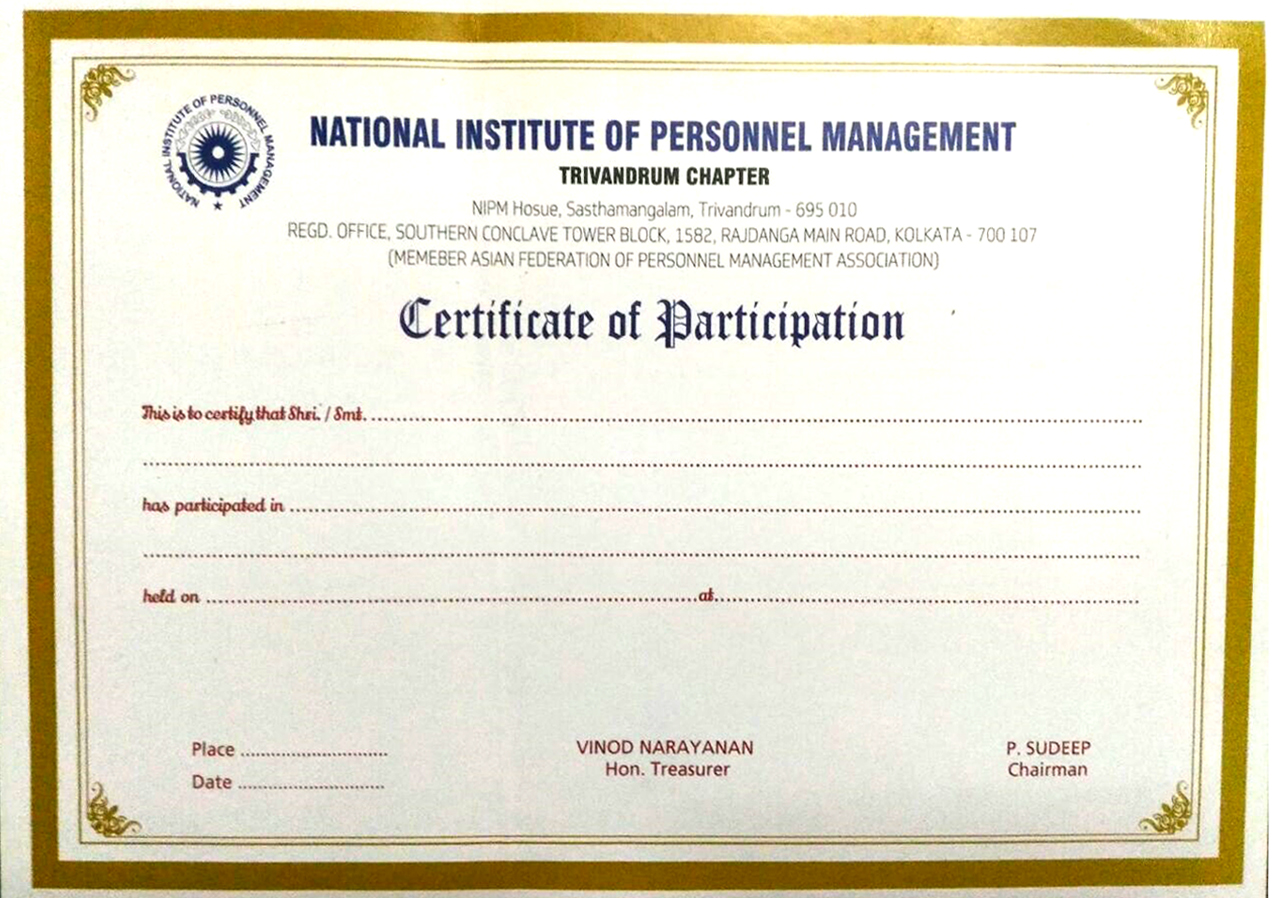 NATIONAL INSTITUTE OF PERSONNEL MANAGEMENT
NATIONAL INSTITUTE OF PERSONNEL MANAGEMENT
TRIVANDRUM CHAPTER
NIPM Hosue, Sasthamangalam, Trivandrum - 695 010
REGD. OFFICE, SOUTHERN CONCLAVE TOWER BLOCK, 1582, RAJDANGA MAIN ROAD, KOLKATA - 700 107
(MEMEBER ASIAN FEDERATION OF PERSONNEL MANAGEMENT ASSOCIATION)
Certificate of Participation
This is to certify that Shri. / Smt.
has participated in
held on at
Place
VINOD NARAYANAN
P. SUDEEP
Date
Hon. Treasurer
Chairman